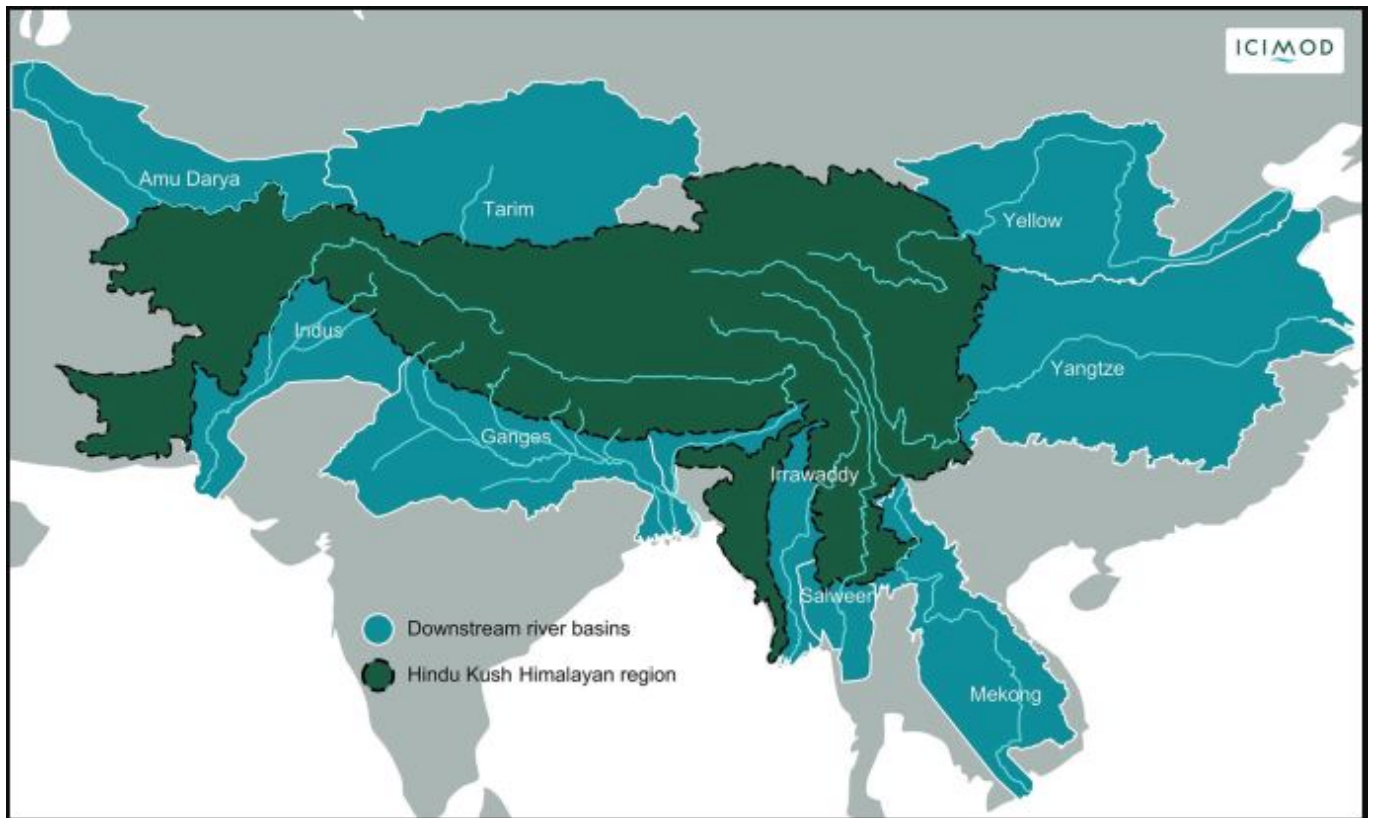 ICIMOD
Amu Darya
Tarim
Yellow
Indus
Yangtze
Ganges
Irrawaddy
Salween
Downstream river basins
Hindu Kush Himalayan region
Mekong